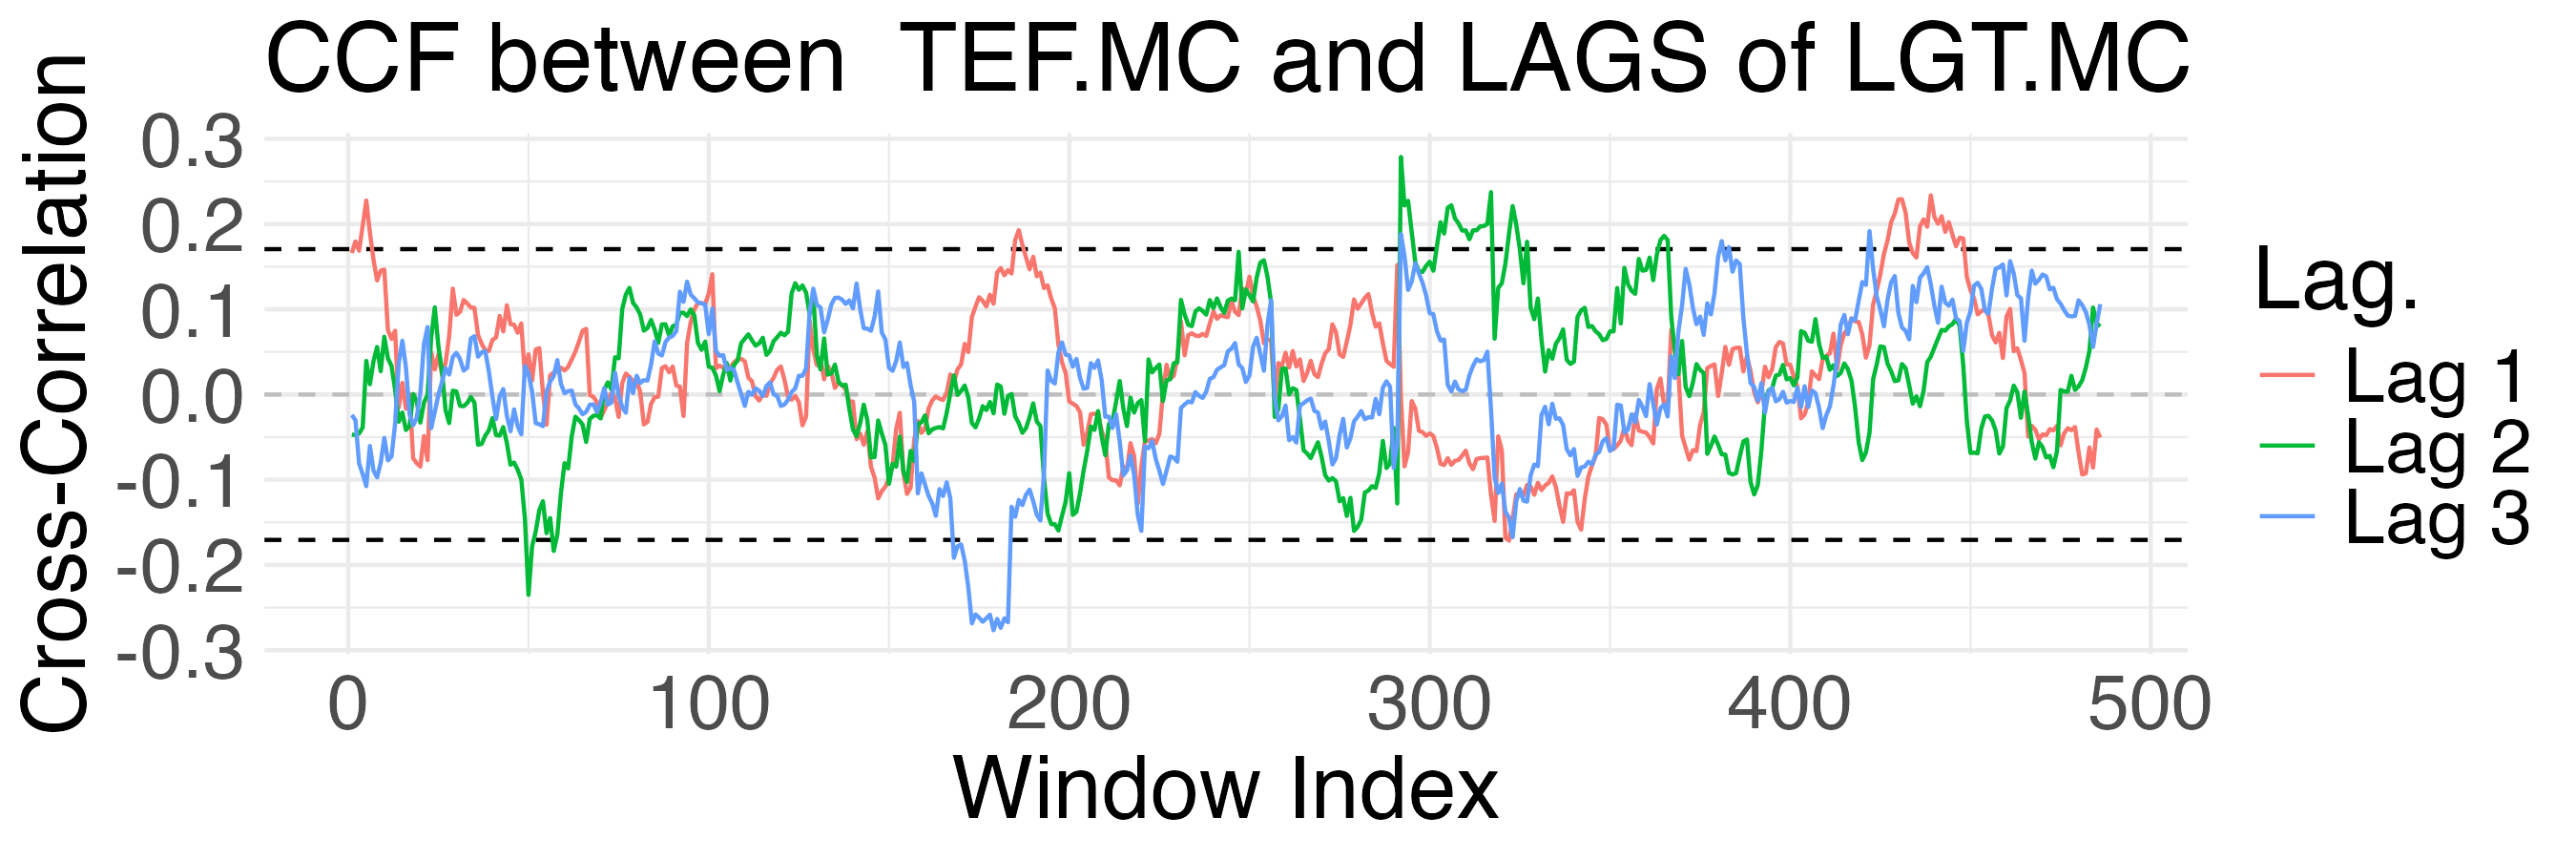 CCF between  TEF.MC and LAGS of LGT.MC
Cross-Correlation
0.3
0.2
0.1
0.0
-0.1
-0.2
-0.3
0 100 200 300 400 500
Window Index
Lag.
Lag 1
Lag 2
Lag 3